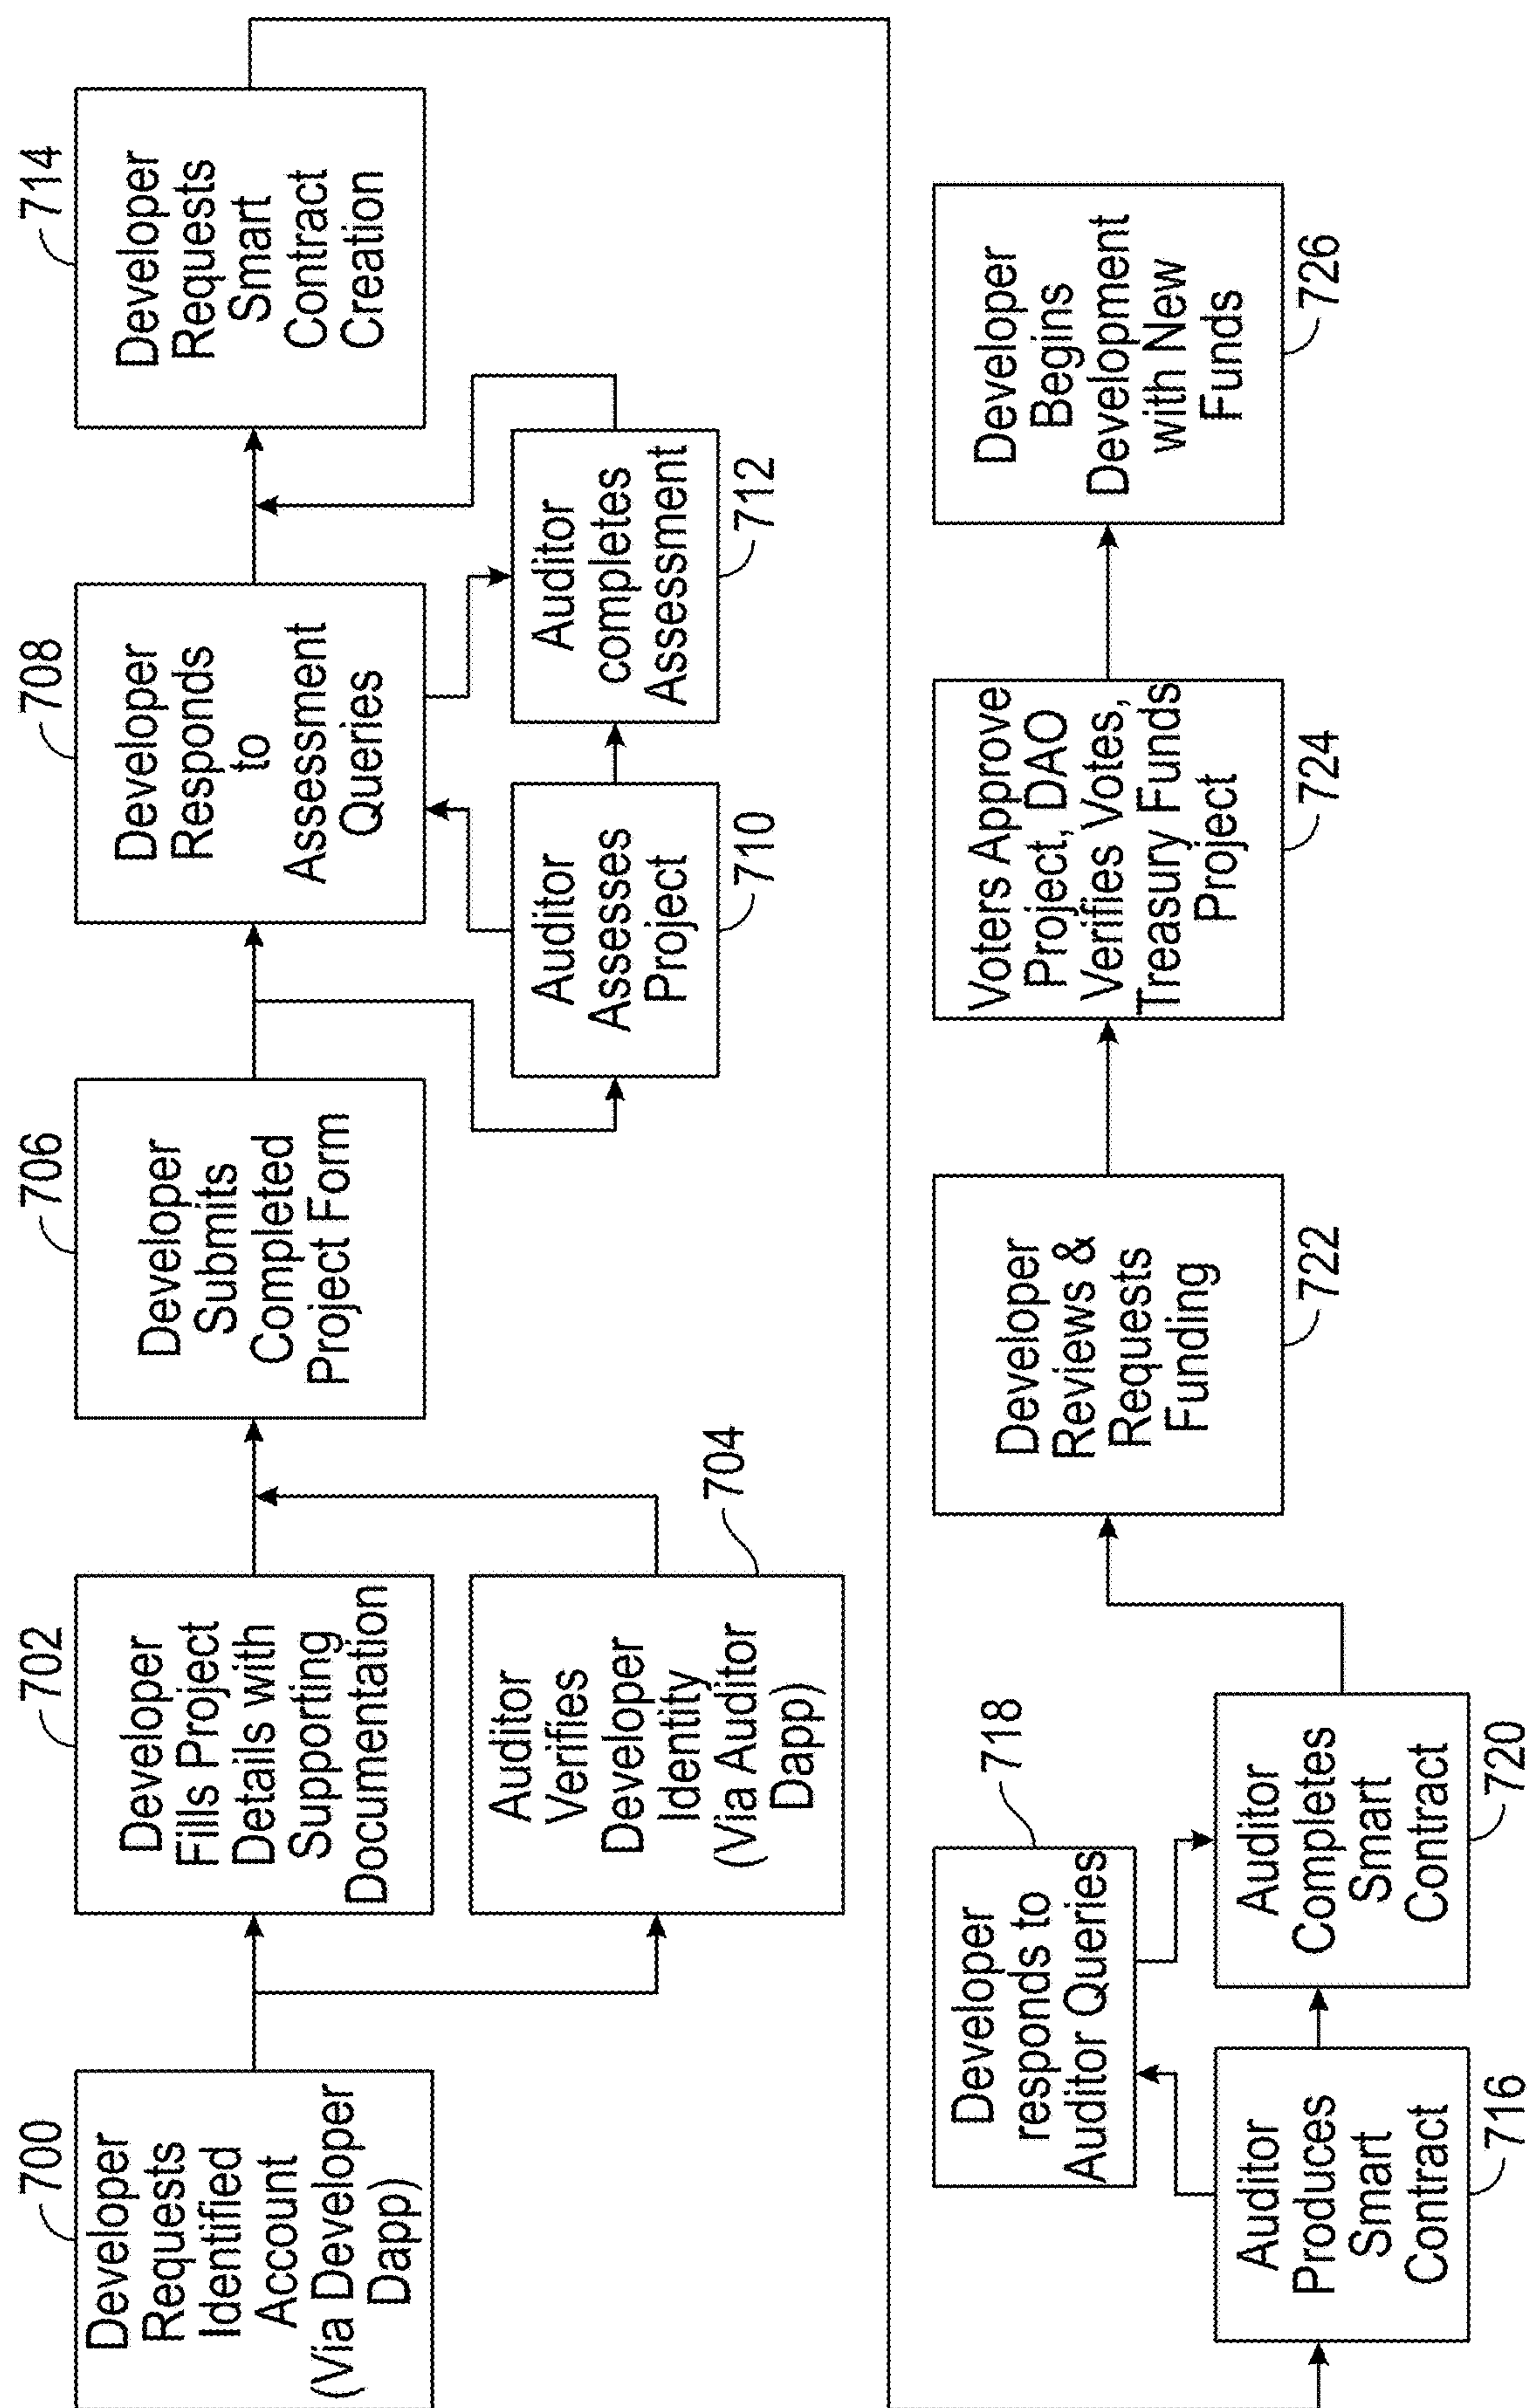 700
Developer
Requests
Identified
Account
(Via Developer
Dapp)
702
Developer
Fills Project
Details with
Supporting
Documentation
Auditor
Verifies
Developer
Identity
(Via Auditor
Dapp)
704
706
Developer
Submits
Completed
Project Form
708
Developer
Responds
to
Assessment
Queries
Auditor
Assesses
Project
710
Auditor
completes
Assessment
712
714
Developer
Requests
Smart
Contract
Creation
Auditor
Produces
Smart
Contract
716
718
Developer
responds to
Auditor Queries
Auditor
Completes
Smart
Contract
720
Developer
Reviews &
Requests
Funding
722
Voters Approve
Project, DAO
Verifies Votes,
Treasury Funds
Project
724
Developer
Begins
Development
with New
Funds
726